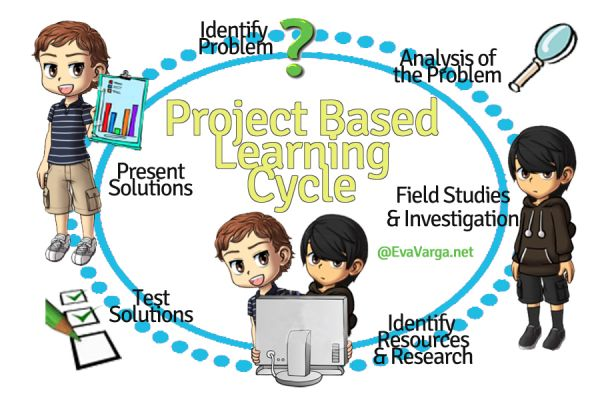 Identify
Problem
?
Analysis of
the Problem
Project Based
Learning
Cycle
Present
Solutions
Field Studies
& Investigation
@EvaVarga.net
Test
Solutions
Identify
Resources
& Research